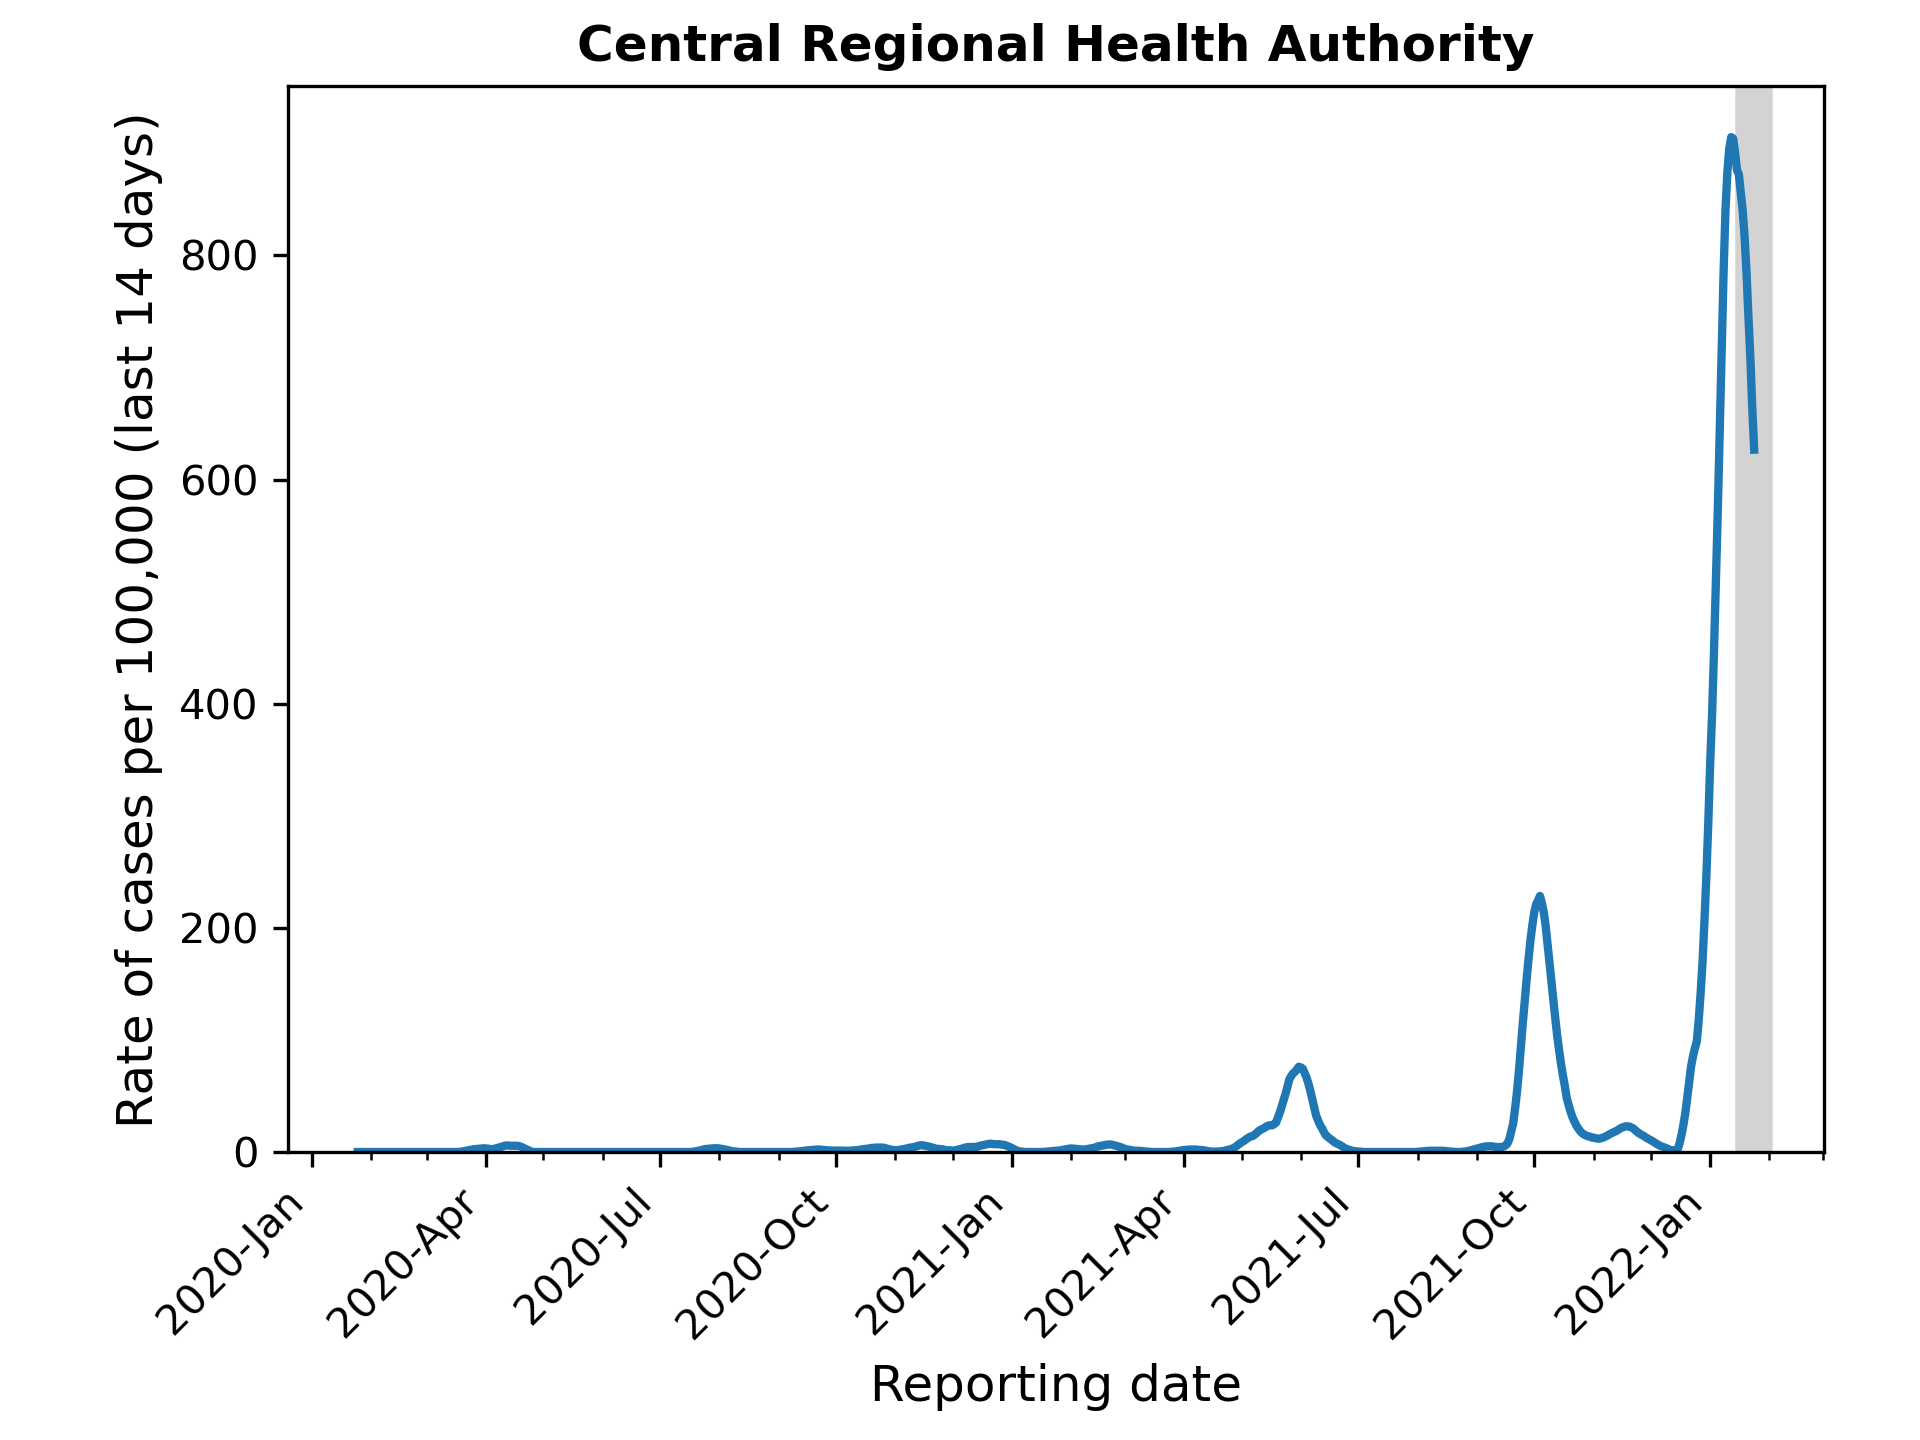 Central Regional Health Authority
Rate of cases per 100,000 (last 14 days)
800
600
400
200
0
2020-Jan
2020-Apr
2020-Jul
2020-Oct
2021-Jan
2021-Apr
2021-Jul
2021-Oct
2022-Jan
Reporting date